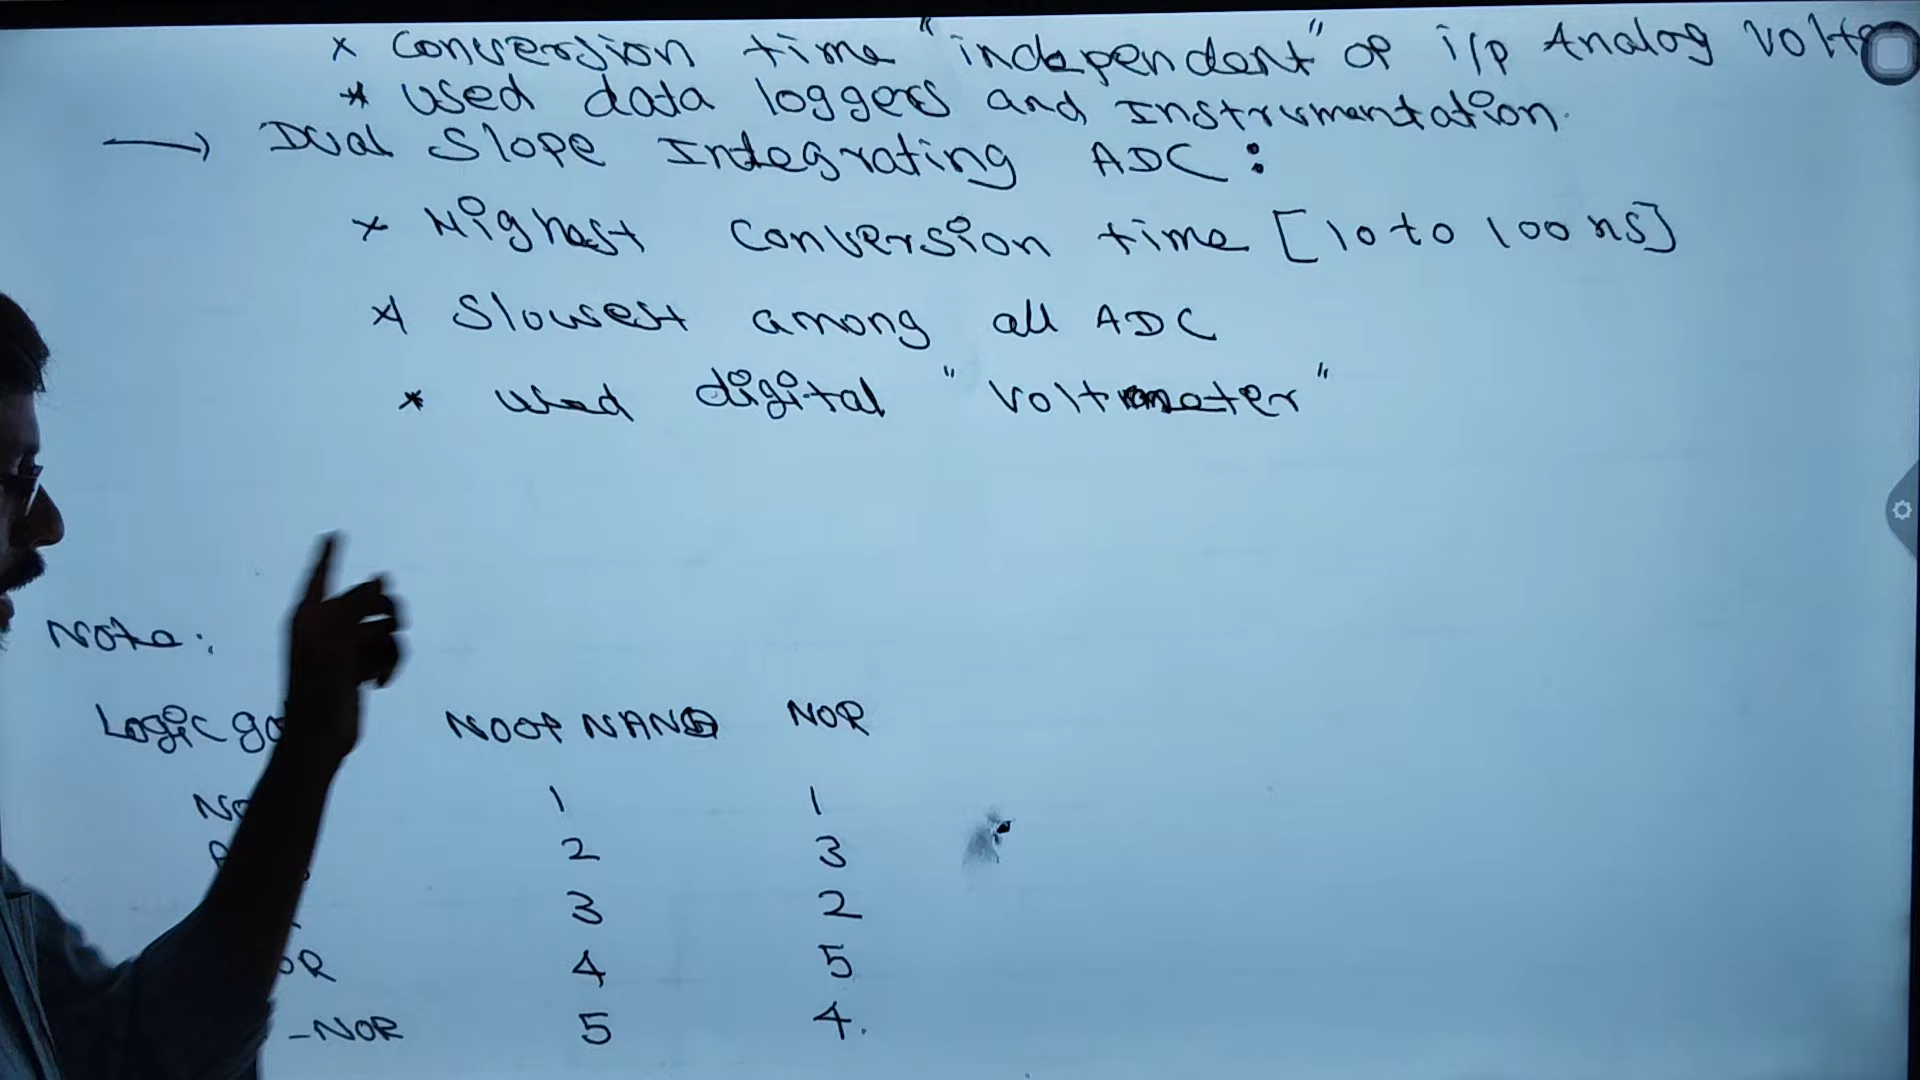 × Conversion time "independent" of i/p Analog Volt
* used data loggers and Instrumentation.
→ Dual Slope Integrating ADC:
× Highest Conversion time [10 to 100 ns]
* Slowest among all ADC
* used digital "Voltmeter"
Note:
Logic ga NO of NAND NOR
NO 1 1
2 3
3 2
OR 4 5
-NOR 5 4.